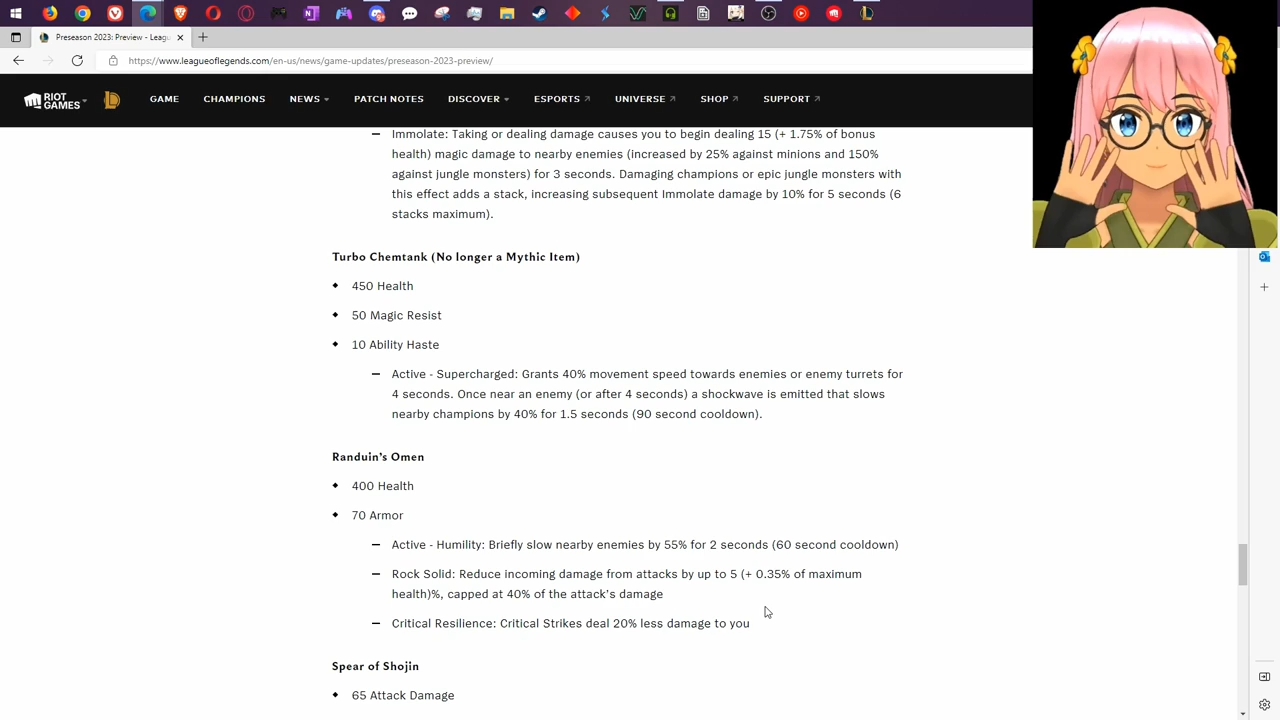 Preseason 2023: Preview - Leagu
https://www.leagueoflegends.com/en-us/news/game-updates/preseason-2023-preview/
RIOT GAMES
GAME
CHAMPIONS
NEWS
PATCH NOTES
DISCOVER
ESPORTS
UNIVERSE
SHOP
SUPPORT
Immolate: Taking or dealing damage causes you to begin dealing 15 (+ 1.75% of bonus
health) magic damage to nearby enemies (increased by 25% against minions and 150%
against jungle monsters) for 3 seconds. Damaging champions or epic jungle monsters with
this effect adds a stack, increasing subsequent Immolate damage by 10% for 5 seconds (6
stacks maximum).
Turbo Chemtank (No longer a Mythic Item)
450 Health
50 Magic Resist
10 Ability Haste
Active - Supercharged: Grants 40% movement speed towards enemies or enemy turrets for
4 seconds. Once near an enemy (or after 4 seconds) a shockwave is emitted that slows
nearby champions by 40% for 1.5 seconds (90 second cooldown).
Randuin's Omen
400 Health
70 Armor
Active - Humility: Briefly slow nearby enemies by 55% for 2 seconds (60 second cooldown)
Rock Solid: Reduce incoming damage from attacks by up to 5 (+ 0.35% of maximum
health)%, capped at 40% of the attack's damage
Critical Resilience: Critical Strikes deal 20% less damage to you
Spear of Shojin
65 Attack Damage